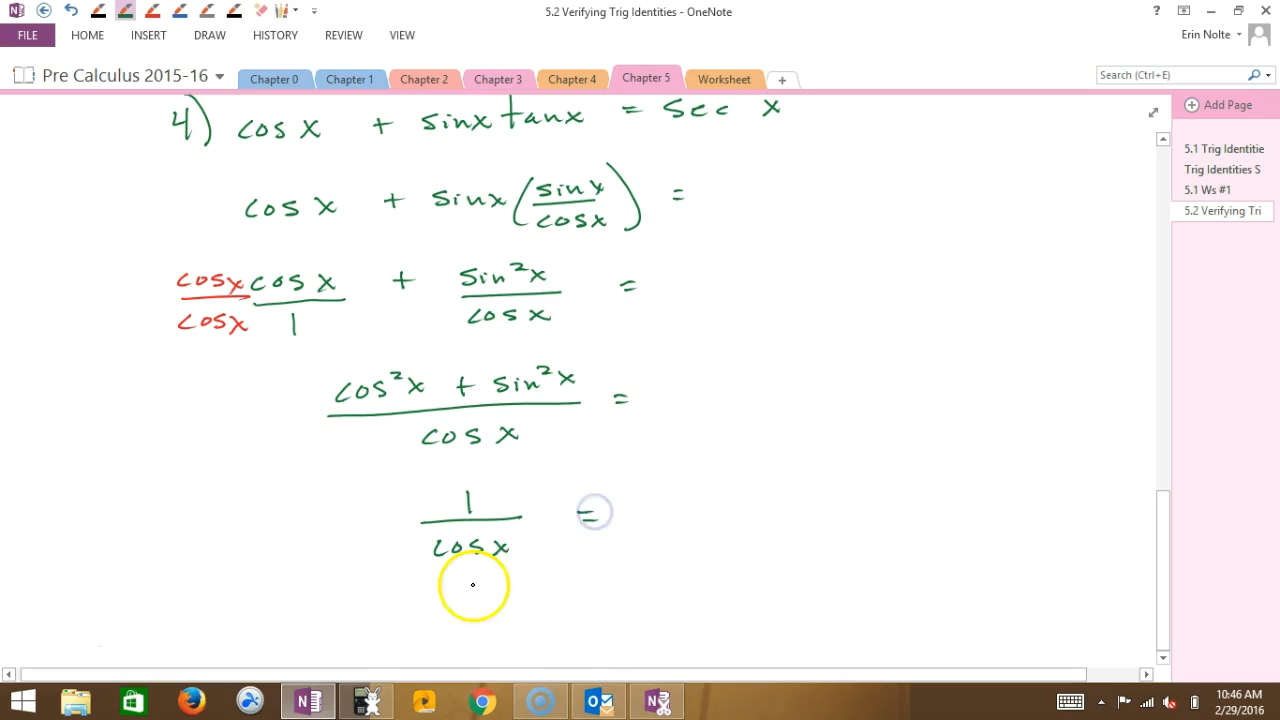 5.2 Verifying Trig Identities - OneNote
FILE HOME INSERT DRAW HISTORY REVIEW VIEW
Erin Nolte
Pre Calculus 2015-16
Chapter 0 Chapter 1 Chapter 2 Chapter 3 Chapter 4 Chapter 5 Worksheet
Search (Ctrl+E)
Add Page
5.1 Trig Identitie
Trig Identities S
5.1 Ws #1
5.2 Verifying Tri
4) cos x + sinx tanx = sec x
cos x + sinx (sinx/cosx) =
cosx/cosx cos x/1 + sin²x/cos x =
cos²x + sin²x/cos x =
1/cosx =
10:46 AM
2/29/2016